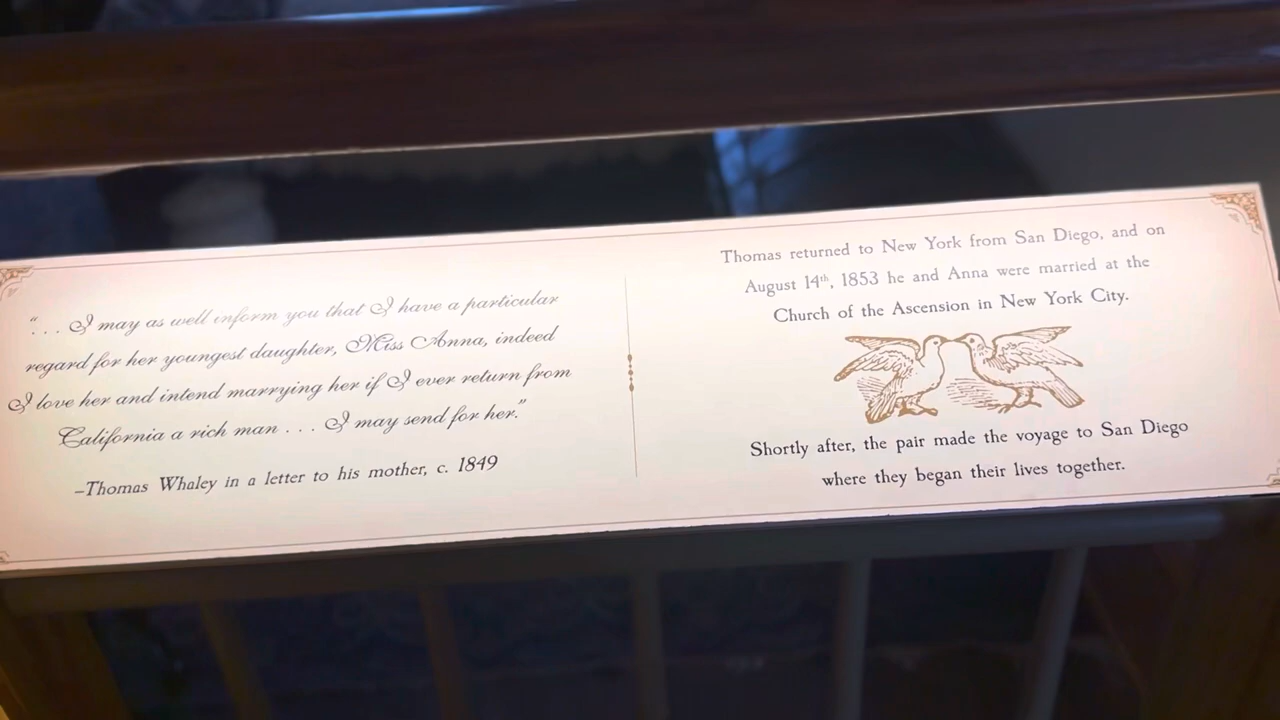 “. . . I may as well inform you that I have a particular
regard for her youngest daughter, Miss Anna, indeed
I love her and intend marrying her if I ever return from
California a rich man . . . I may send for her.”
–Thomas Whaley in a letter to his mother, c. 1849
Thomas returned to New York from San Diego, and on
August 14th, 1853 he and Anna were married at the
Church of the Ascension in New York City.
Shortly after, the pair made the voyage to San Diego
where they began their lives together.